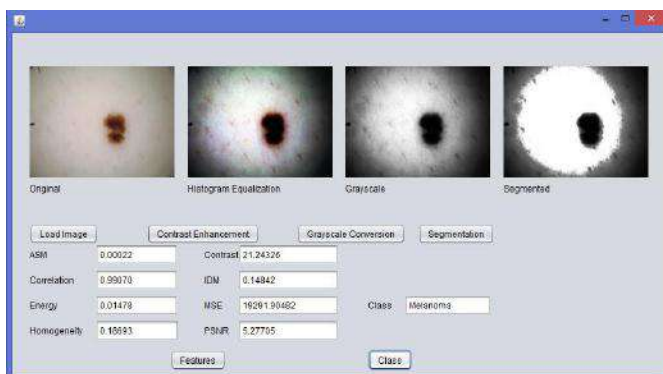 Original Histogram Equalization Grayscale Segmented
Load Image Contrast Enhancement Grayscale Conversion Segmentation
ASM 0.00022 Contrast 21.24326
Correlation 0.99070 IDM 0.14842
Energy 0.01478 MSE 19291.90482 Class Melanoma
Homogeneity 0.18693 PSNR 5.27705
Features Class